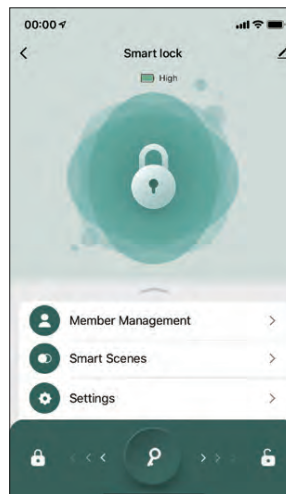 00:00
Smart lock
High
Member Management
Smart Scenes
Settings